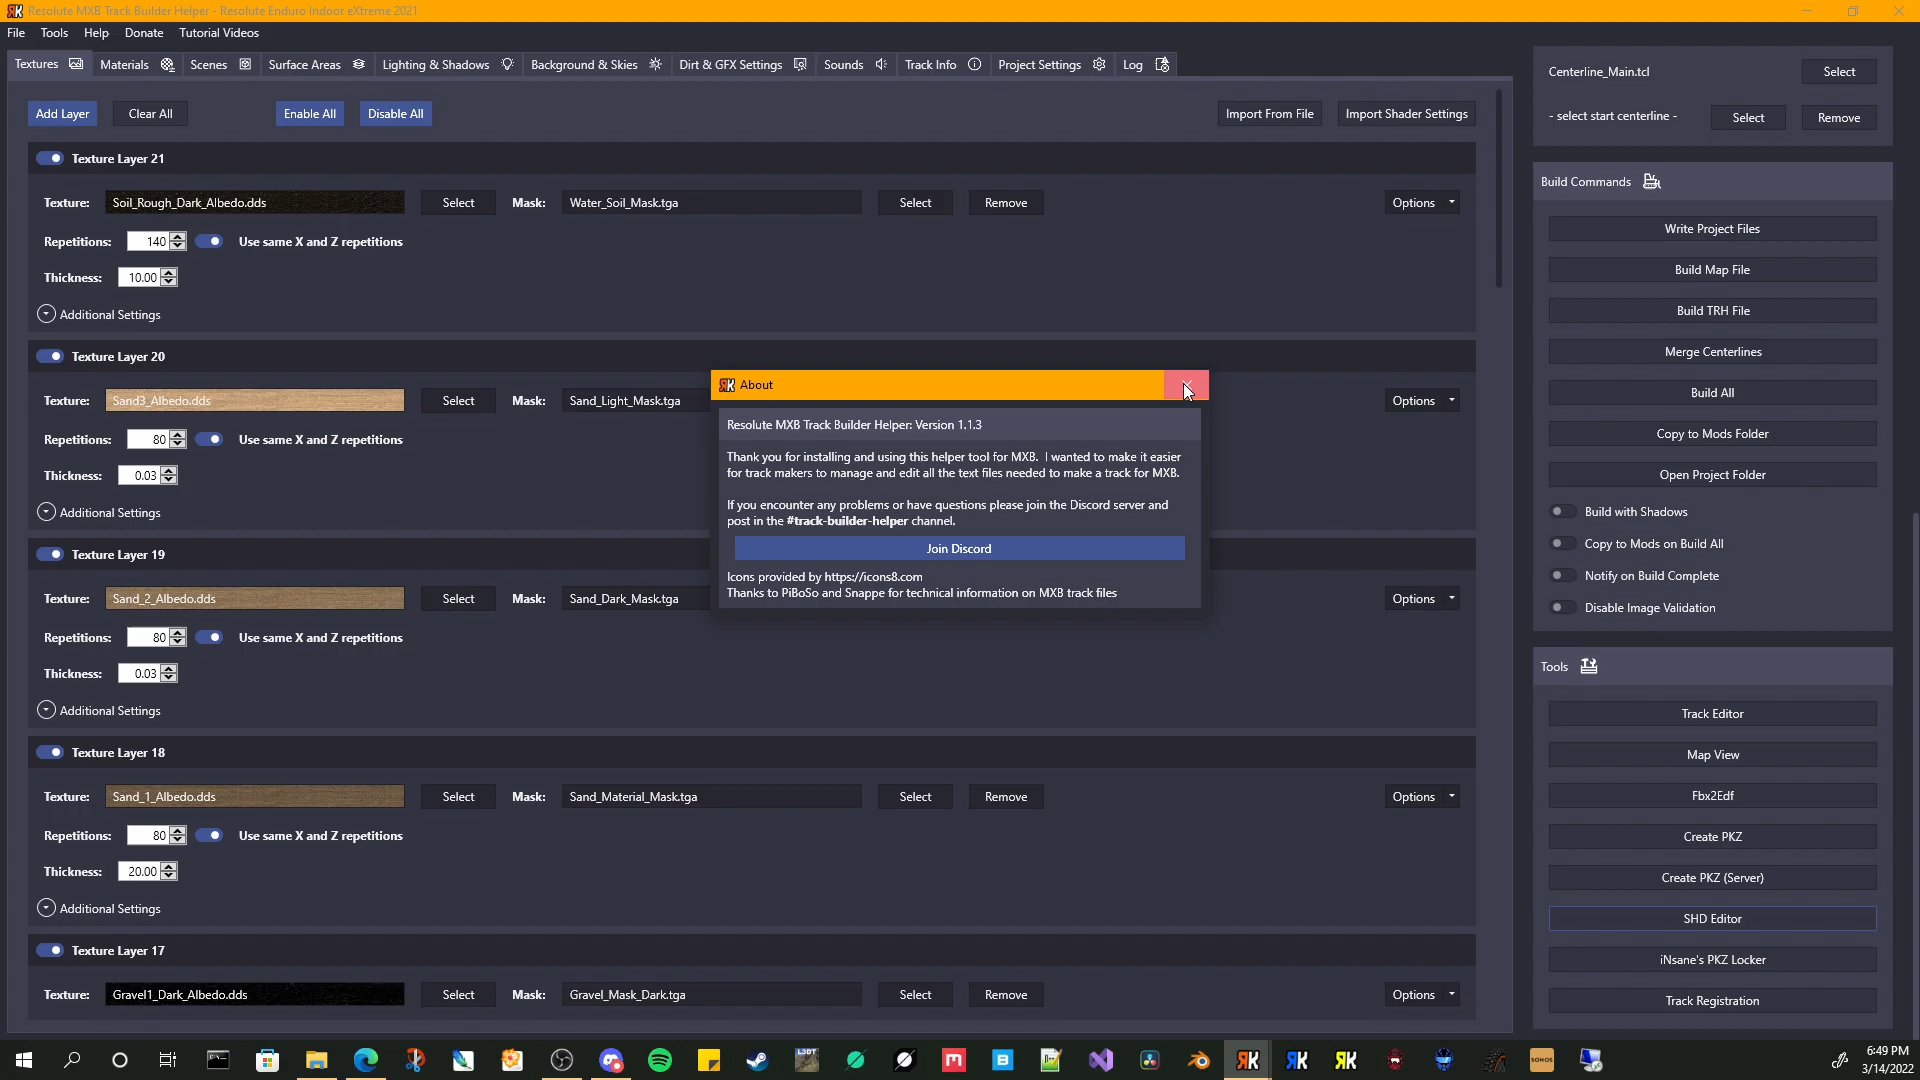 Resolute MXB Track Builder Helper - Resolute Enduro Indoor eXtreme 2021
File Tools Help Donate Tutorial Videos
Textures Materials Scenes Surface Areas Lighting & Shadows Background & Skies Dirt & GFX Settings Sounds Track Info Project Settings Log
Add Layer Clear All Enable All Disable All Import From File Import Shader Settings
Texture Layer 21
Texture: Soil_Rough_Dark_Albedo.dds Select Mask: Water_Soil_Mask.tga Select Remove Options
Repetitions: 140 Use same X and Z repetitions
Thickness: 10.00
Additional Settings
Texture Layer 20
Texture: Sand3_Albedo.dds Select Mask: Sand_Light_Mask.tga Options
Repetitions: 80 Use same X and Z repetitions
Thickness: 0.03
Additional Settings
Texture Layer 19
Texture: Sand_2_Albedo.dds Select Mask: Sand_Dark_Mask.tga Options
Repetitions: 80 Use same X and Z repetitions
Thickness: 0.03
Additional Settings
Texture Layer 18
Texture: Sand_1_Albedo.dds Select Mask: Sand_Material_Mask.tga Select Remove Options
Repetitions: 80 Use same X and Z repetitions
Thickness: 20.00
Additional Settings
Texture Layer 17
Texture: Gravel1_Dark_Albedo.dds Select Mask: Gravel_Mask_Dark.tga Select Remove Options
About
Resolute MXB Track Builder Helper: Version 1.1.3
Thank you for installing and using this helper tool for MXB. I wanted to make it easier
for track makers to manage and edit all the text files needed to make a track for MXB.
If you encounter any problems or have questions please join the Discord server and
post in the #track-builder-helper channel.
Join Discord
Icons provided by https://icons8.com
Thanks to PiBoSo and Snappe for technical information on MXB track files
Centerline_Main.tcl Select
- select start centerline - Select Remove
Build Commands
Write Project Files
Build Map File
Build TRH File
Merge Centerlines
Build All
Copy to Mods Folder
Open Project Folder
Build with Shadows
Copy to Mods on Build All
Notify on Build Complete
Disable Image Validation
Tools
Track Editor
Map View
Fbx2Edf
Create PKZ
Create PKZ (Server)
SHD Editor
iNsane's PKZ Locker
Track Registration
L3DT
SONOS
6:49 PM
3/14/2022